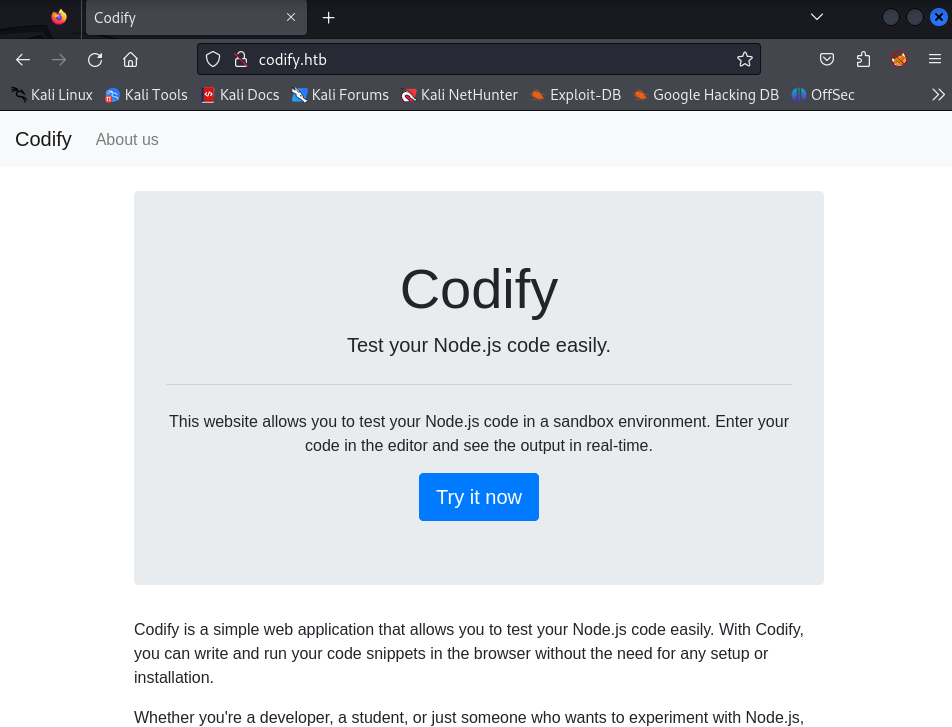 Codify
codify.htb
Kali Linux Kali Tools Kali Docs Kali Forums Kali NetHunter Exploit-DB Google Hacking DB OffSec
Codify About us
Codify
Test your Node.js code easily.
This website allows you to test your Node.js code in a sandbox environment. Enter your
code in the editor and see the output in real-time.
Try it now
Codify is a simple web application that allows you to test your Node.js code easily. With Codify,
you can write and run your code snippets in the browser without the need for any setup or
installation.
Whether you're a developer, a student, or just someone who wants to experiment with Node.js,